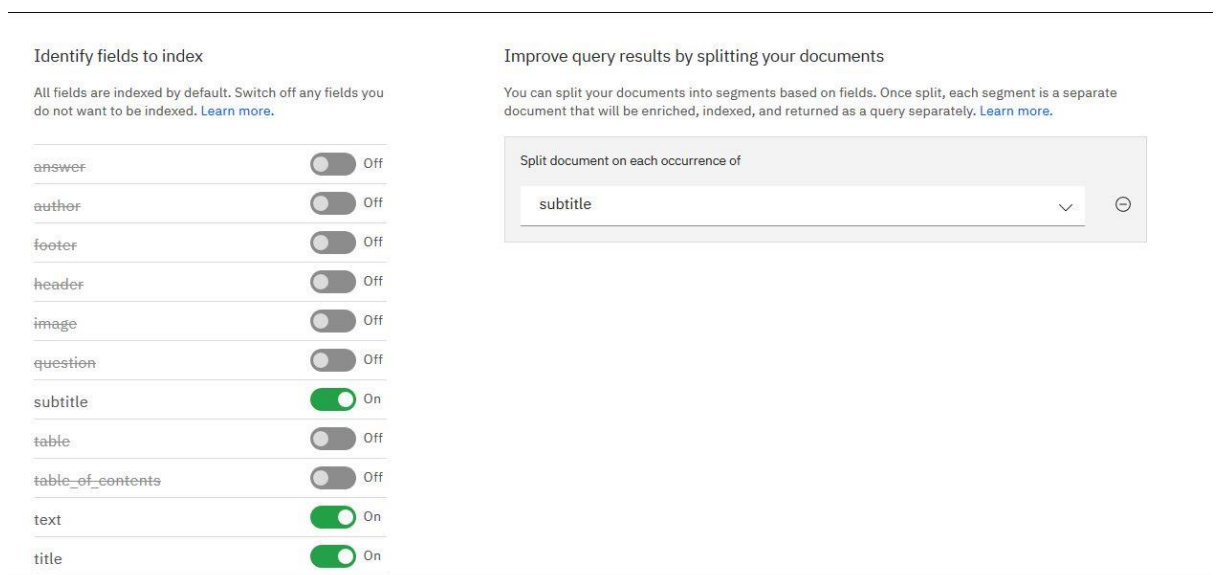 Identify fields to index
All fields are indexed by default. Switch off any fields you
do not want to be indexed. Learn more.
answer Off
author Off
footer Off
header Off
image Off
question Off
subtitle On
table Off
table_of_contents Off
text On
title On
Improve query results by splitting your documents
You can split your documents into segments based on fields. Once split, each segment is a separate
document that will be enriched, indexed, and returned as a query separately. Learn more.
Split document on each occurrence of
subtitle